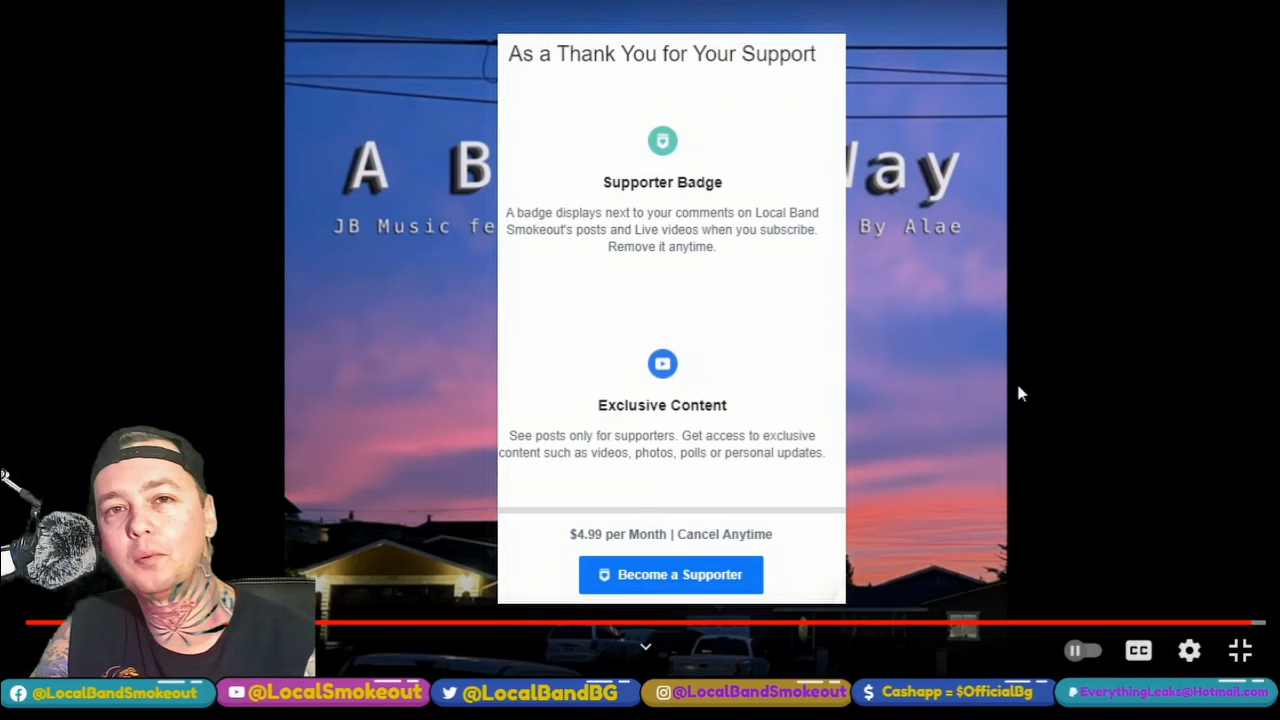 As a Thank You for Your Support
A B
Way
JB Music fe
By Alae
Supporter Badge
A badge displays next to your comments on Local Band
Smokeout's posts and Live videos when you subscribe.
Remove it anytime.
Exclusive Content
See posts only for supporters. Get access to exclusive
content such as videos, photos, polls or personal updates.
$4.99 per Month | Cancel Anytime
Become a Supporter
CC
@LocalBandSmokeout
@LocalSmokeout
@LocalBandBG
@LocalBandSmokeout
$ Cashapp = $OfficialBg
EverythingLeaks@Hotmail.com